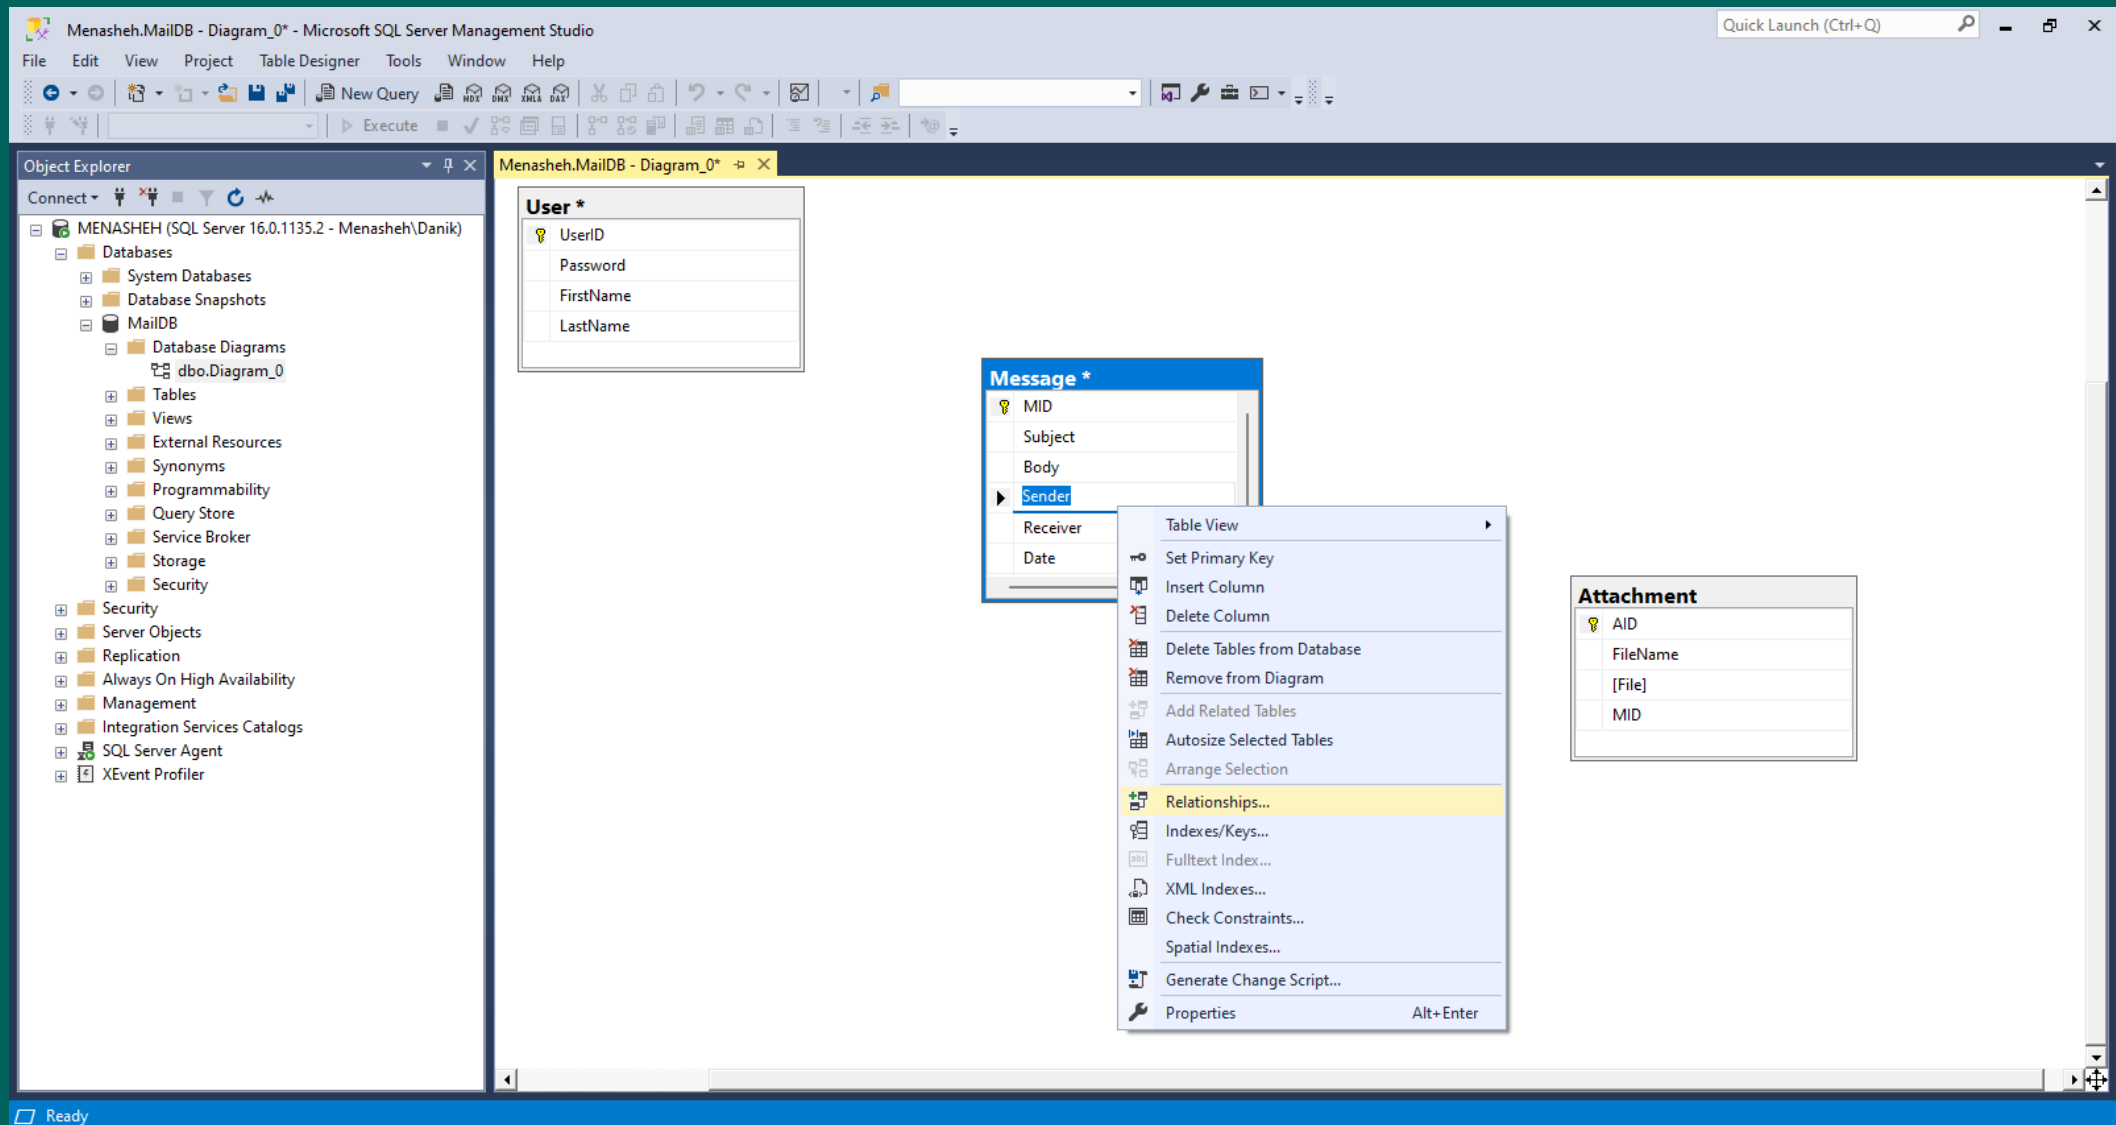 Menasheh.MailDB - Diagram_0* - Microsoft SQL Server Management Studio
Quick Launch (Ctrl+Q)
File Edit View Project Table Designer Tools Window Help
New Query MDX DMX XMLA DAX
Execute
Object Explorer
Connect
MENASHEH (SQL Server 16.0.1135.2 - Menasheh\Danik)
Databases
System Databases
Database Snapshots
MailDB
Database Diagrams
dbo.Diagram_0
Tables
Views
External Resources
Synonyms
Programmability
Query Store
Service Broker
Storage
Security
Security
Server Objects
Replication
Always On High Availability
Management
Integration Services Catalogs
SQL Server Agent
XEvent Profiler
Menasheh.MailDB - Diagram_0*
User *
UserID
Password
FirstName
LastName
Message *
MID
Subject
Body
Sender
Receiver
Date
Table View
Set Primary Key
Insert Column
Delete Column
Delete Tables from Database
Remove from Diagram
Add Related Tables
Autosize Selected Tables
Arrange Selection
Relationships...
Indexes/Keys...
abc Fulltext Index...
XML Indexes...
Check Constraints...
Spatial Indexes...
Generate Change Script...
Properties Alt+Enter
Attachment
AID
FileName
[File]
MID
Ready